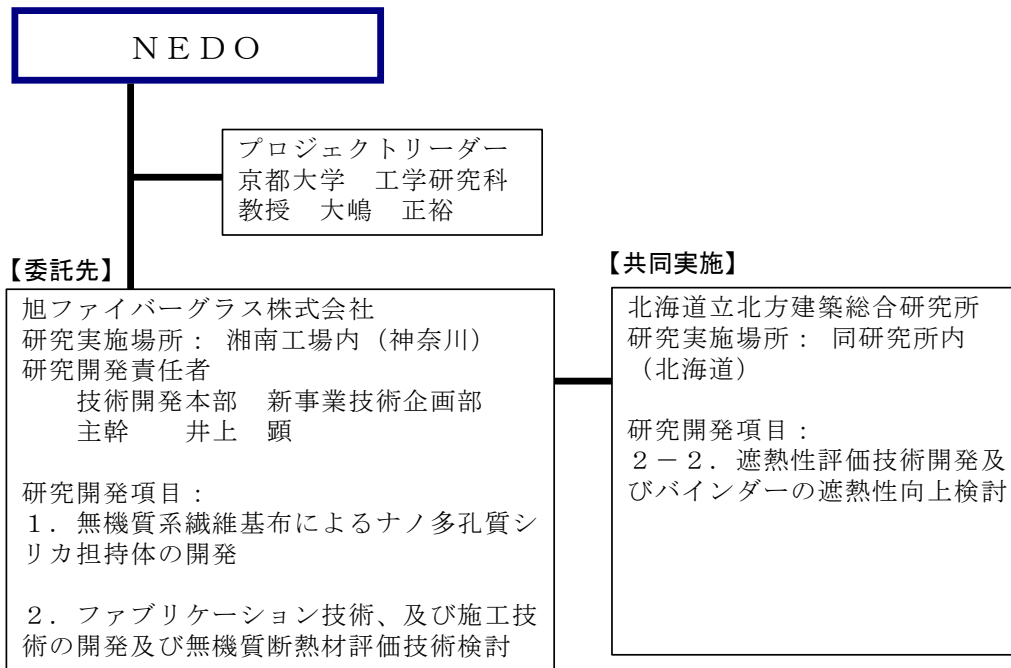 ＮＥＤＯ
プロジェクトリーダー
京都大学　工学研究科
教授　大嶋　正裕
【委託先】
旭ファイバーグラス株式会社
研究実施場所：湘南工場内（神奈川）
研究開発責任者
技術開発本部　新事業技術企画部
主幹　井上　顕
研究開発項目：
１．無機質系繊維基布によるナノ多孔質シ
リカ担持体の開発
２．ファブリケーション技術、及び施工技
術の開発及び無機質断熱材評価技術検討
【共同実施】
北海道立北方建築総合研究所
研究実施場所：同研究所内
（北海道）
研究開発項目：
２－２．遮熱性評価技術開発及
びバインダーの遮熱性向上検討